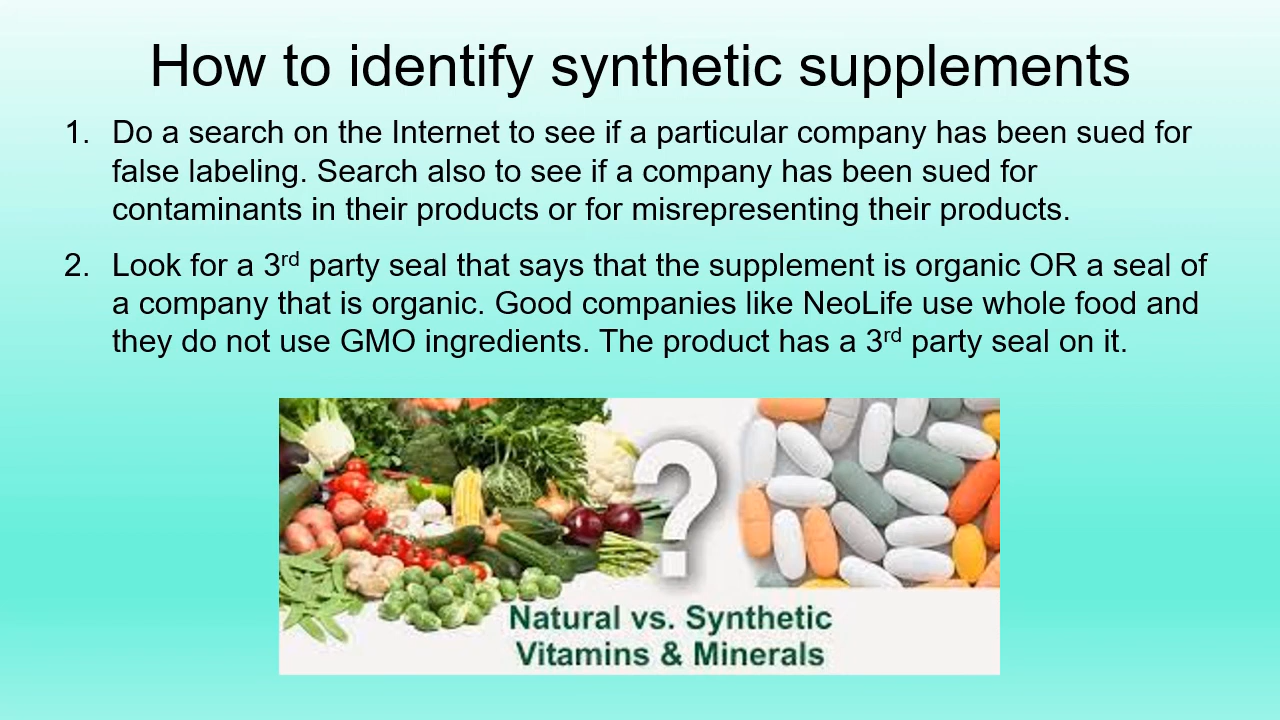 How to identify synthetic supplements
1. Do a search on the Internet to see if a particular company has been sued for
false labeling. Search also to see if a company has been sued for
contaminants in their products or for misrepresenting their products.
2. Look for a 3rd party seal that says that the supplement is organic OR a seal of
a company that is organic. Good companies like NeoLife use whole food and
they do not use GMO ingredients. The product has a 3rd party seal on it.
?
Natural vs. Synthetic
Vitamins & Minerals